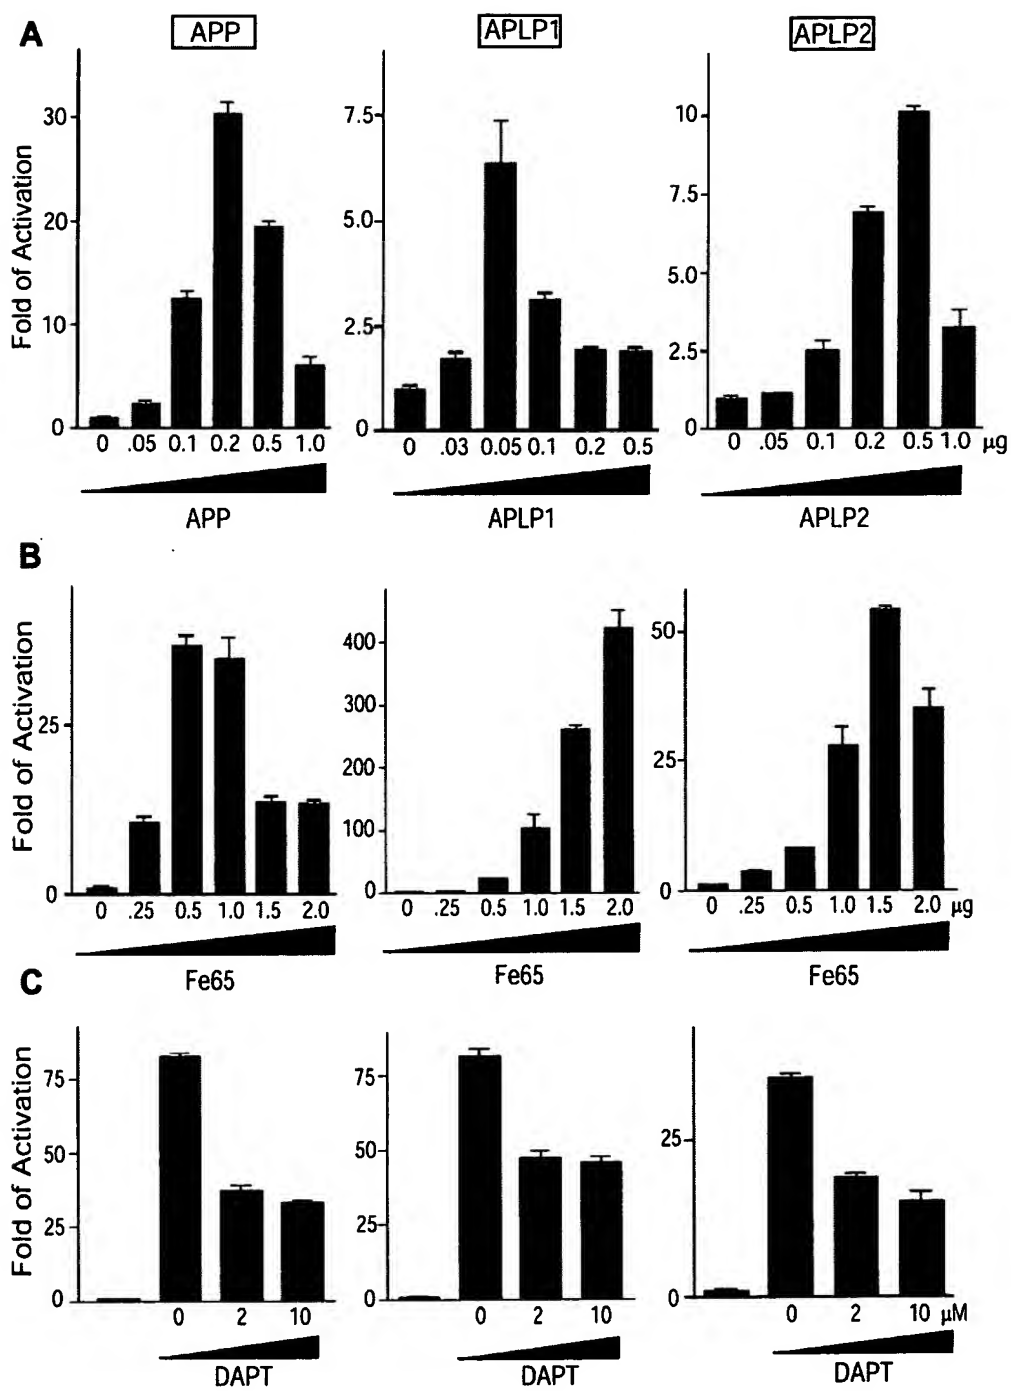 A
APP
APLP1
APLP2
Fold of Activation
30
20
10
0
0 .05 0.1 0.2 0.5 1.0
APP
7.5
5.0
2.5
0
0 .03 0.05 0.1 0.2 0.5
APLP1
10
7.5
5.0
2.5
0
0 .05 0.1 0.2 0.5 1.0 µg
APLP2
B
Fold of Activation
25
0
0 .25 0.5 1.0 1.5 2.0
Fe65
400
300
200
100
0
0 .25 0.5 1.0 1.5 2.0
Fe65
50
25
0
0 .25 0.5 1.0 1.5 2.0 µg
Fe65
C
Fold of Activation
75
50
25
0
0 2 10
DAPT
75
50
25
0
0 2 10
DAPT
25
0
0 2 10 µM
DAPT